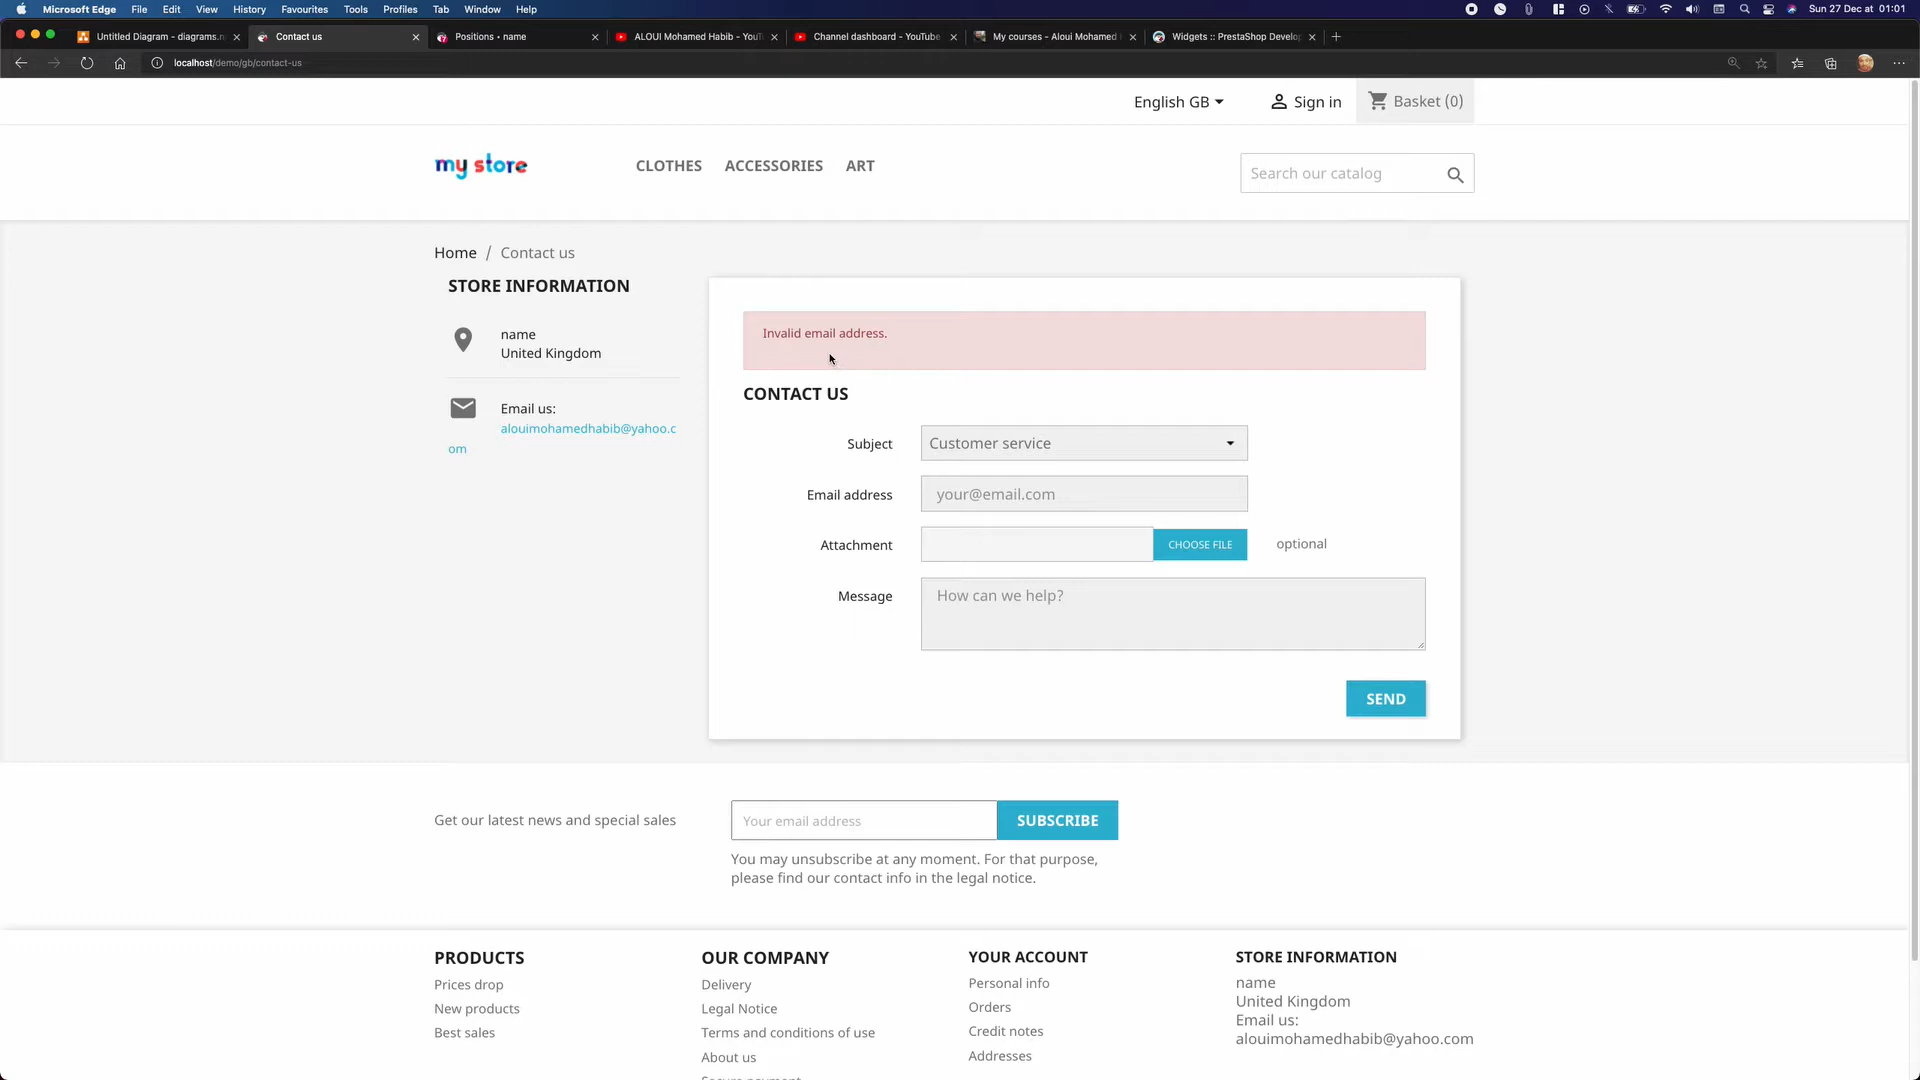 Microsoft Edge File Edit View History Favourites Tools Profiles Tab Window Help Sun 27 Dec at 01:01
Untitled Diagram - diagrams.n
Contact us
Positions • name
ALOUI Mohamed Habib - YouT
Channel dashboard - YouTube
My courses - Aloui Mohamed
Widgets :: PrestaShop Develop
localhost/demo/gb/contact-us
English GB
Sign in
Basket (0)
my store
CLOTHES ACCESSORIES ART
Search our catalog
Home / Contact us
STORE INFORMATION
name
United Kingdom
Email us:
alouimohamedhabib@yahoo.c
om
Invalid email address.
CONTACT US
Subject
Customer service
Email address
your@email.com
Attachment
CHOOSE FILE
optional
Message
How can we help?
SEND
Get our latest news and special sales
Your email address
SUBSCRIBE
You may unsubscribe at any moment. For that purpose,
please find our contact info in the legal notice.
PRODUCTS
Prices drop
New products
Best sales
OUR COMPANY
Delivery
Legal Notice
Terms and conditions of use
About us
Secure payment
YOUR ACCOUNT
Personal info
Orders
Credit notes
Addresses
STORE INFORMATION
name
United Kingdom
Email us:
alouimohamedhabib@yahoo.com